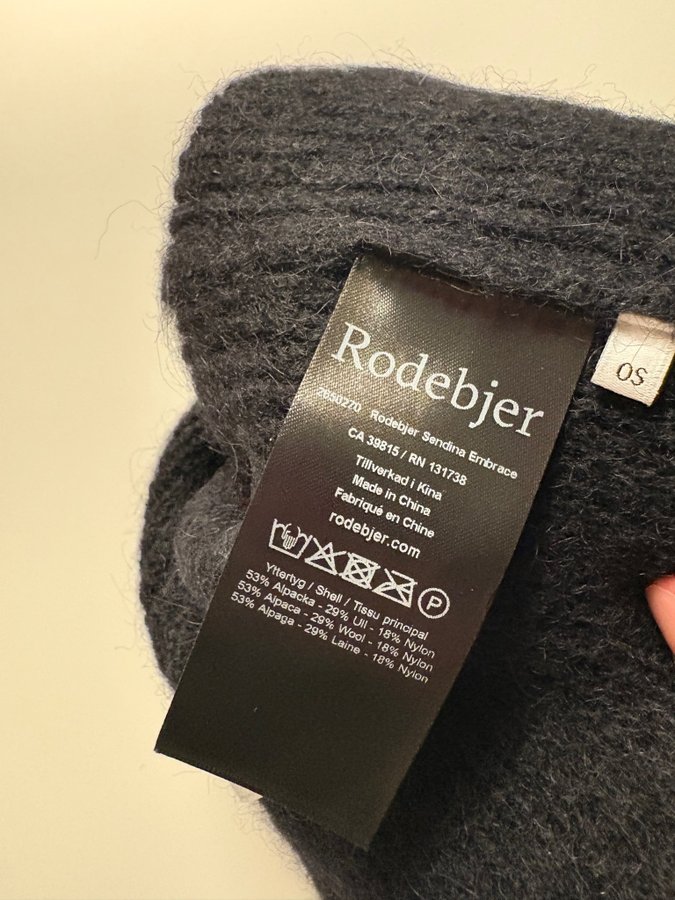 Rodebjer
2650270 Rodebjer Sendina Embrace
CA 39815 / RN 131738
Tillverkad i Kina
Made in China
Fabriqué en Chine
rodebjer.com
P
Yttertyg / Shell / Tissu principal
53% Alpacka - 29% Ull - 18% Nylon
53% Alpaca - 29% Wool - 18% Nylon
53% Alpaga - 29% Laine - 18% Nylon
OS